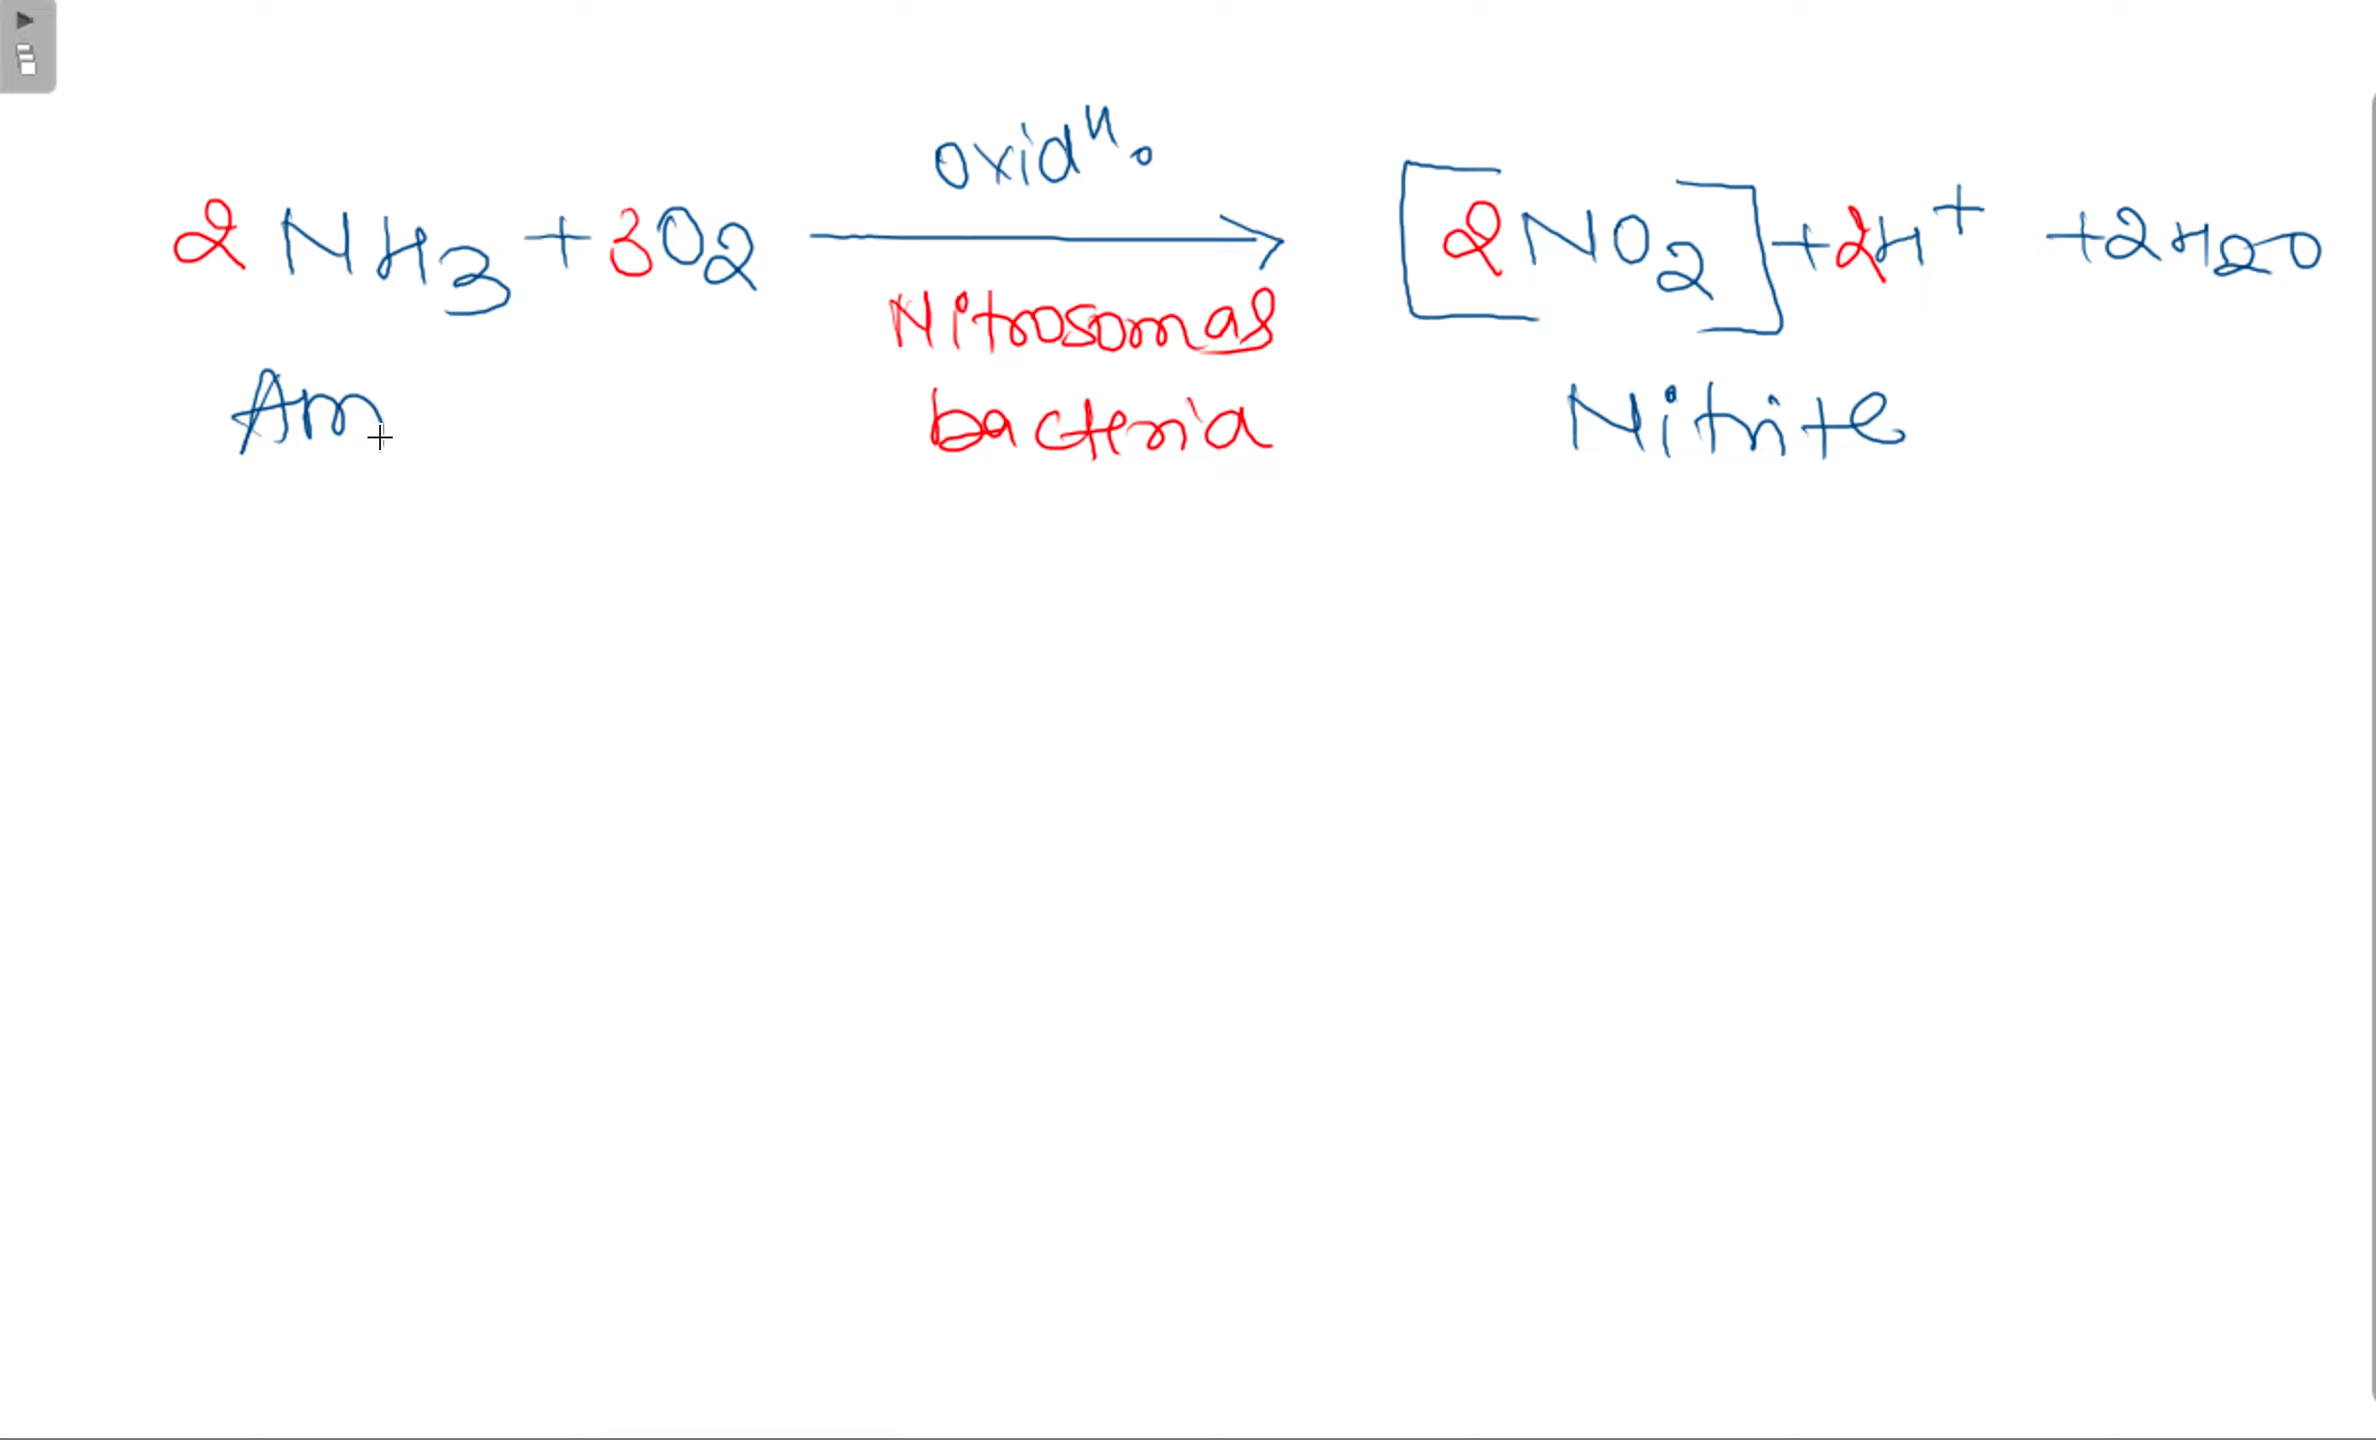 oxidⁿ.
2NH₃ + 3O₂ → [2NO₂] + 2H⁺ + 2H₂O
Nitrosomas
Am bacteria Nitrite